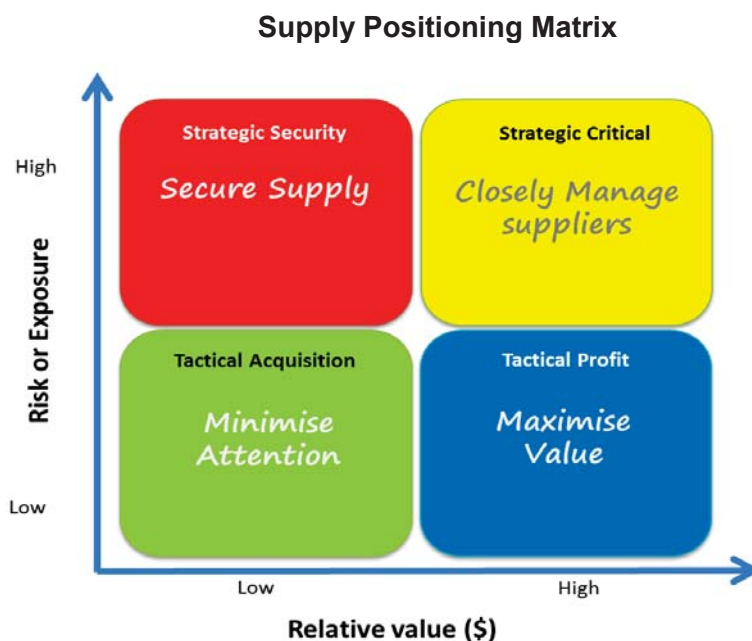 Supply Positioning Matrix
High
Risk or Exposure
Low
Strategic Security
Secure Supply
Strategic Critical
Closely Manage
suppliers
Tactical Acquisition
Minimise
Attention
Tactical Profit
Maximise
Value
Low
High
Relative value ($)